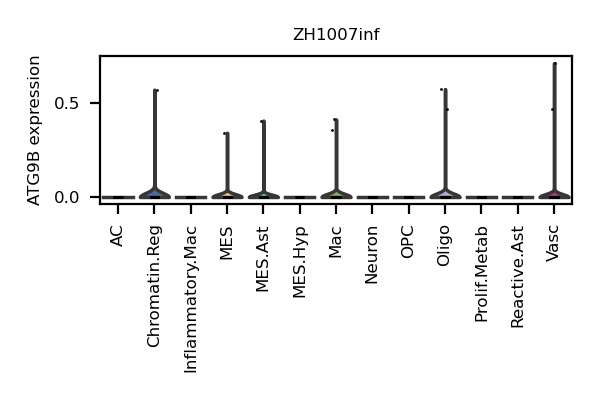 ZH1007inf
ATG9B expression
0.5
0.0
AC
Chromatin.Reg
Inflammatory.Mac
MES
MES.Ast
MES.Hyp
Mac
Neuron
OPC
Oligo
Prolif.Metab
Reactive.Ast
Vasc